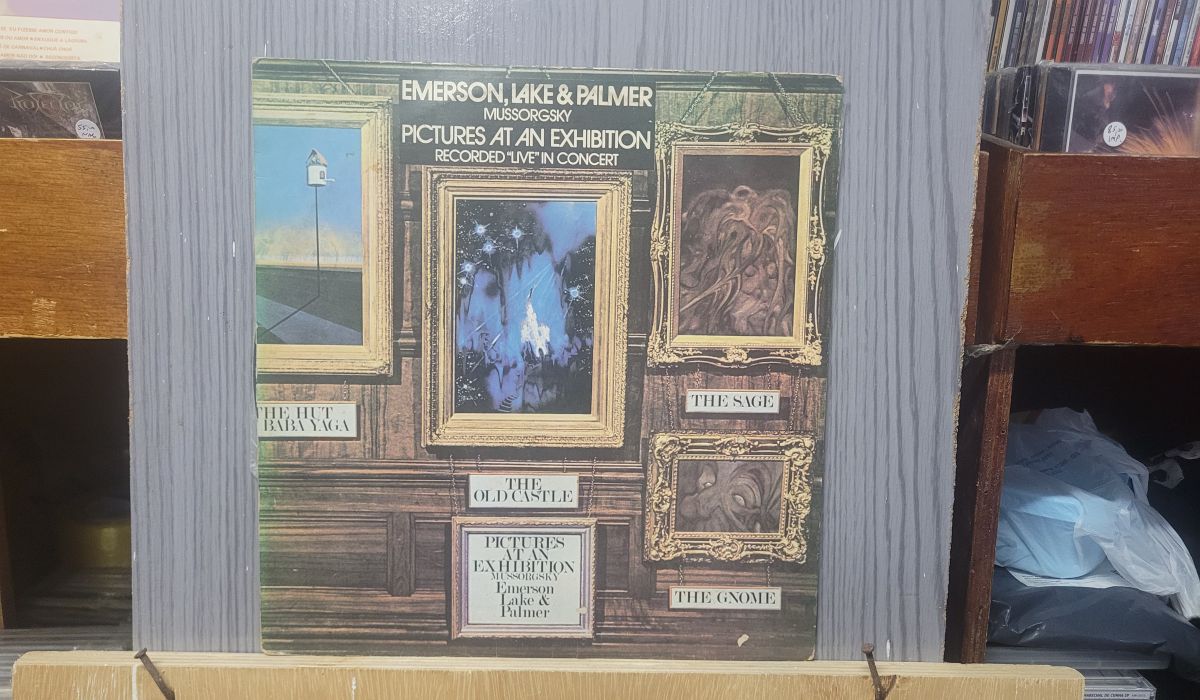 EMERSON, LAKE & PALMER
MUSSORGSKY
PICTURES AT AN EXHIBITION
RECORDED "LIVE" IN CONCERT
THE HUT
BABA YAGA
THE SAGE
THE
OLD CASTLE
PICTURES
AT AN
EXHIBITION
MUSSORGSKY
Emerson
Lake &
Palmer
THE GNOME